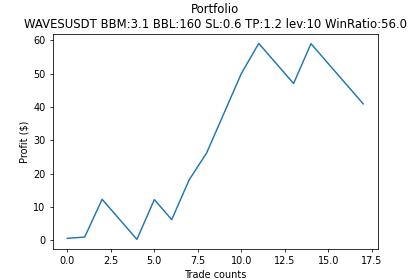 Portfolio
WAVESUSDT BBM:3.1 BBL:160 SL:0.6 TP:1.2 lev:10 WinRatio:56.0
60
50
40
30
20
10
0
Profit ($)
0.0 2.5 5.0 7.5 10.0 12.5 15.0 17.5
Trade counts